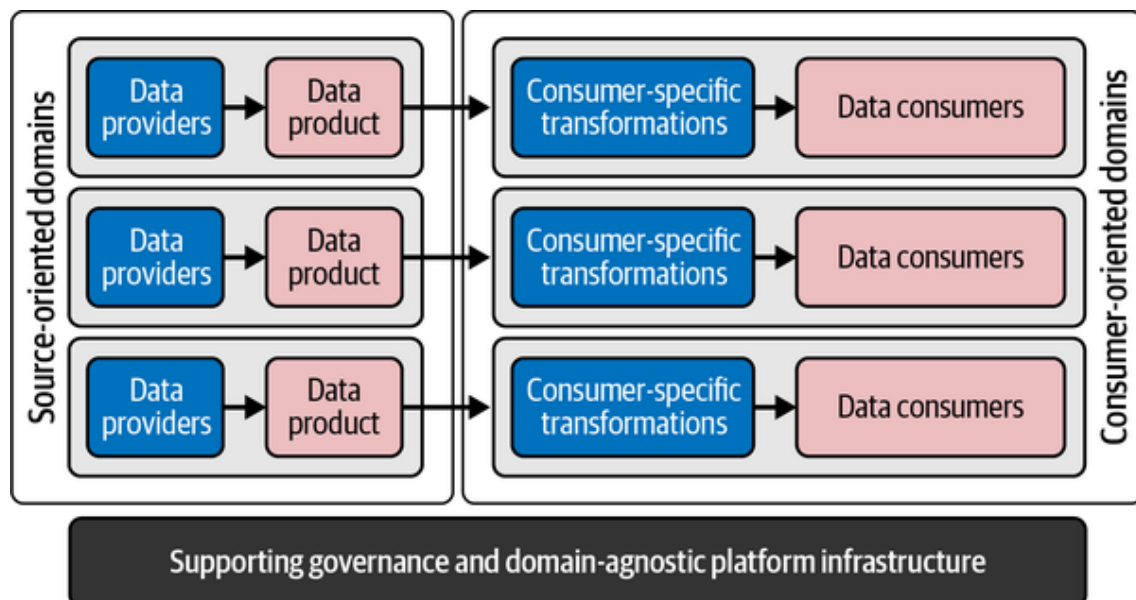 Source-oriented domains
Data
providers
Data
product
Consumer-specific
transformations
Data consumers
Data
providers
Data
product
Consumer-specific
transformations
Data consumers
Data
providers
Data
product
Consumer-specific
transformations
Data consumers
Consumer-oriented domains
Supporting governance and domain-agnostic platform infrastructure